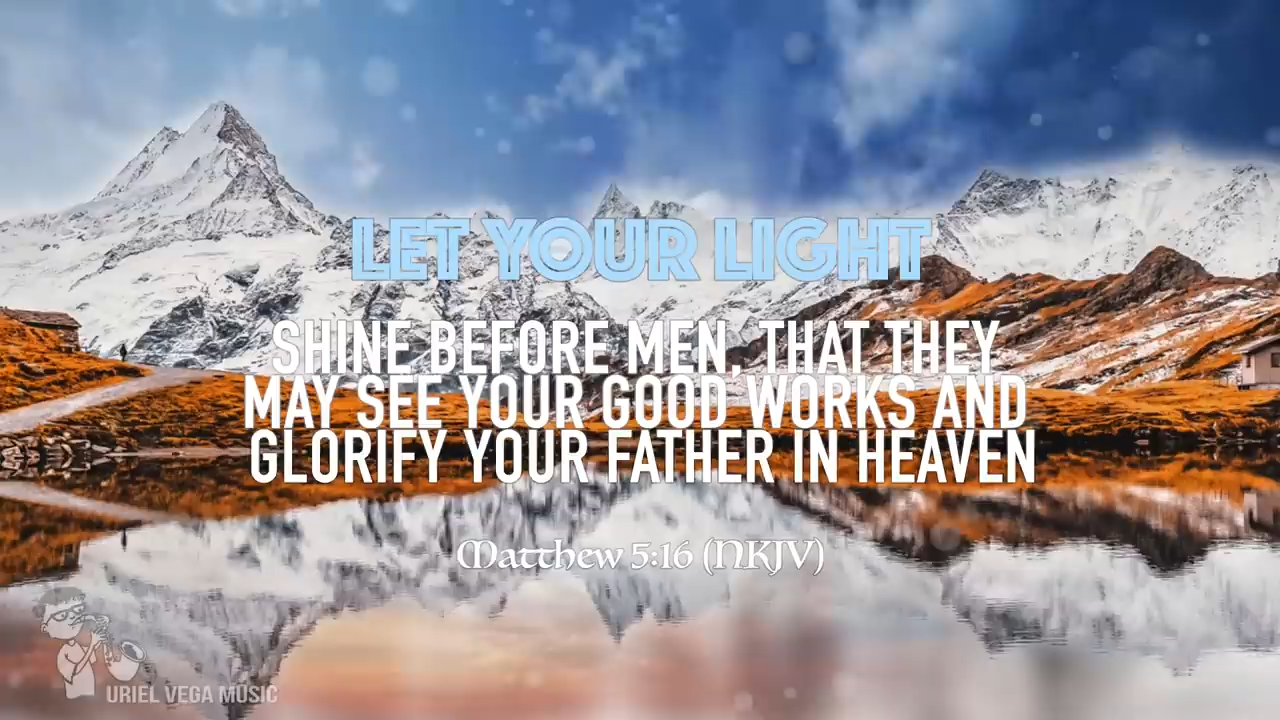 LET YOUR LIGHT
SHINE BEFORE MEN, THAT THEY
MAY SEE YOUR GOOD WORKS AND
GLORIFY YOUR FATHER IN HEAVEN
Matthew 5:16 (NKJV)
URIEL VEGA MUSIC